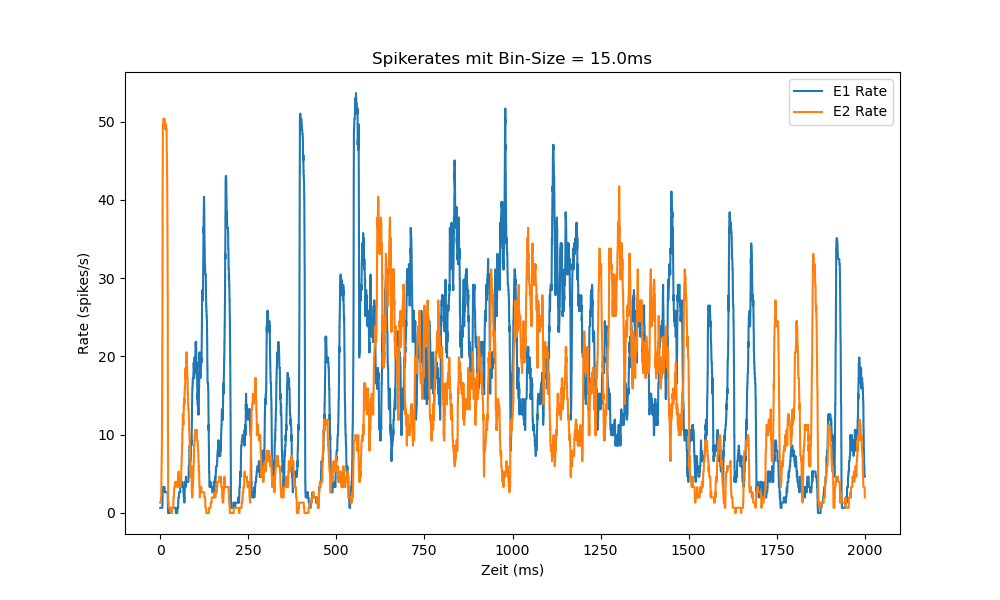 Spikerates mit Bin-Size = 15.0ms
E1 Rate
E2 Rate
Rate (spikes/s)
50
40
30
20
10
0
0 250 500 750 1000 1250 1500 1750 2000
Zeit (ms)